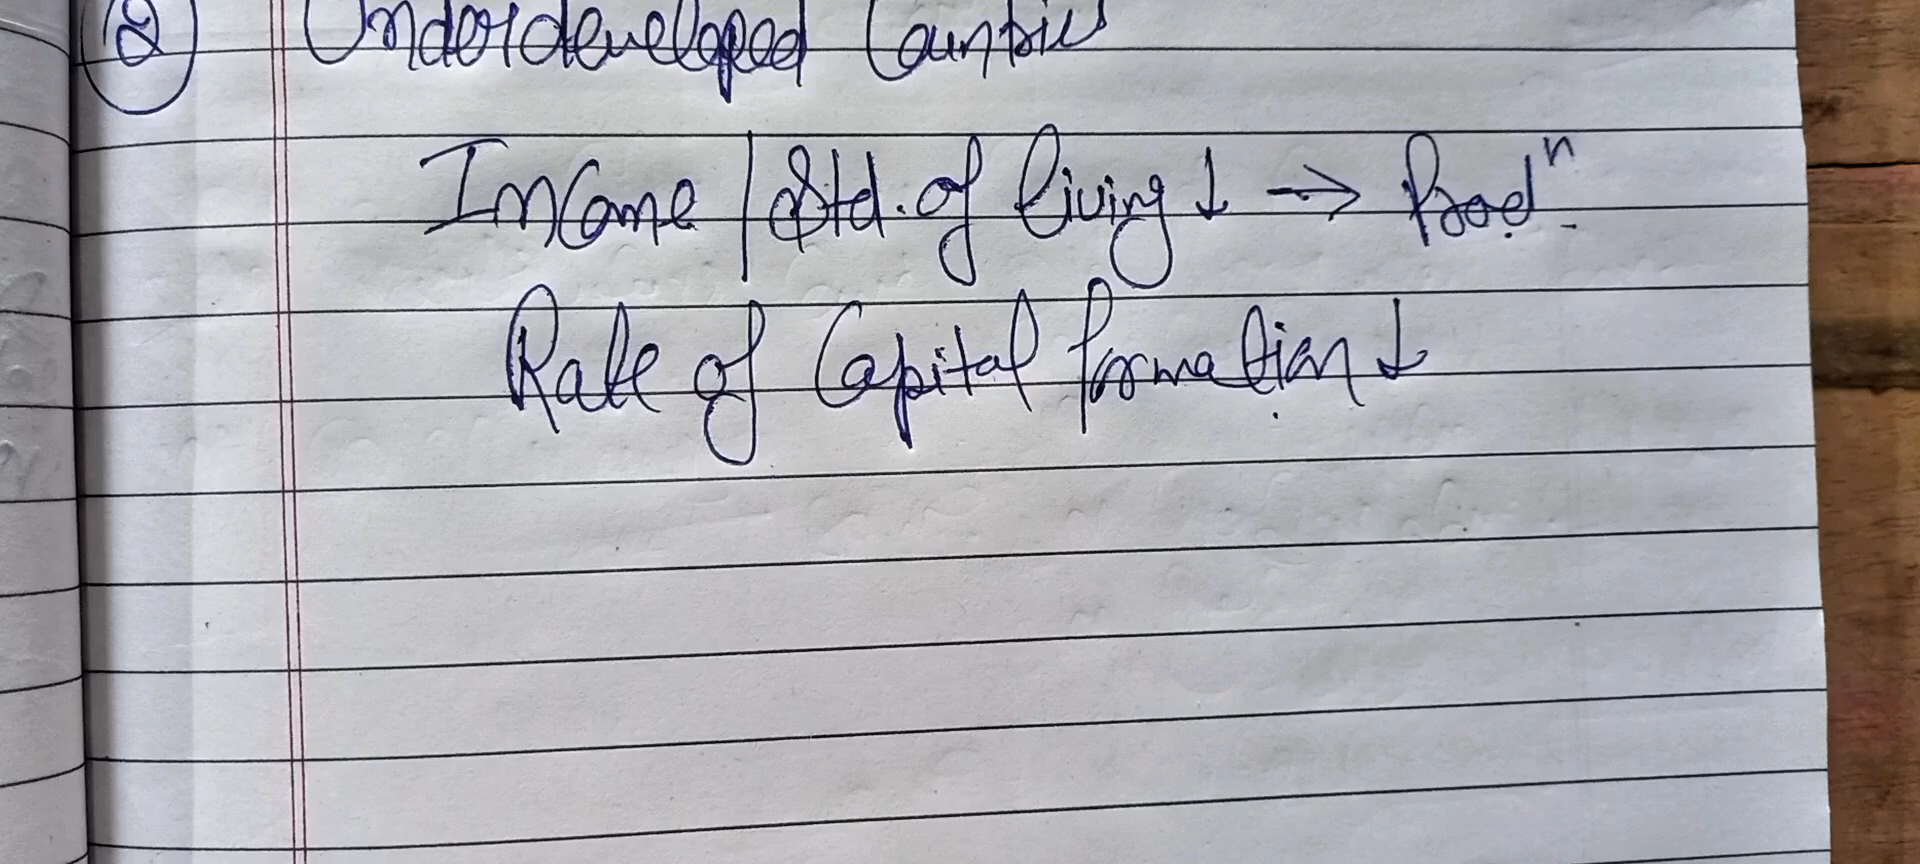 ② Underdeveloped Countries
Income / Std. of living ↓ → Prodⁿ
Rate of Capital formation ↓